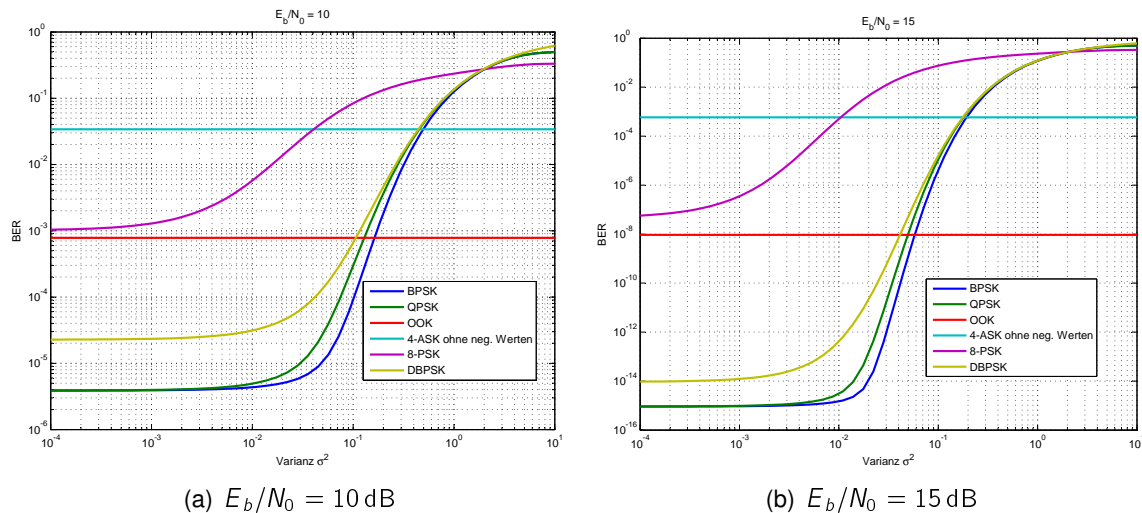 E_b/N_0 = 10
10^0
10^-1
10^-2
10^-3
10^-4
10^-5
10^-6
BER
BPSK
QPSK
OOK
4-ASK ohne neg. Werten
8-PSK
DBPSK
10^-4
10^-3
10^-2
10^-1
10^0
10^1
Varianz σ^2
(a) E_b/N_0 = 10 dB
E_b/N_0 = 15
10^0
10^-2
10^-4
10^-6
10^-8
10^-10
10^-12
10^-14
10^-16
BER
BPSK
QPSK
OOK
4-ASK ohne neg. Werten
8-PSK
DBPSK
10^-4
10^-3
10^-2
10^-1
10^0
10^1
Varianz σ^2
(b) E_b/N_0 = 15 dB